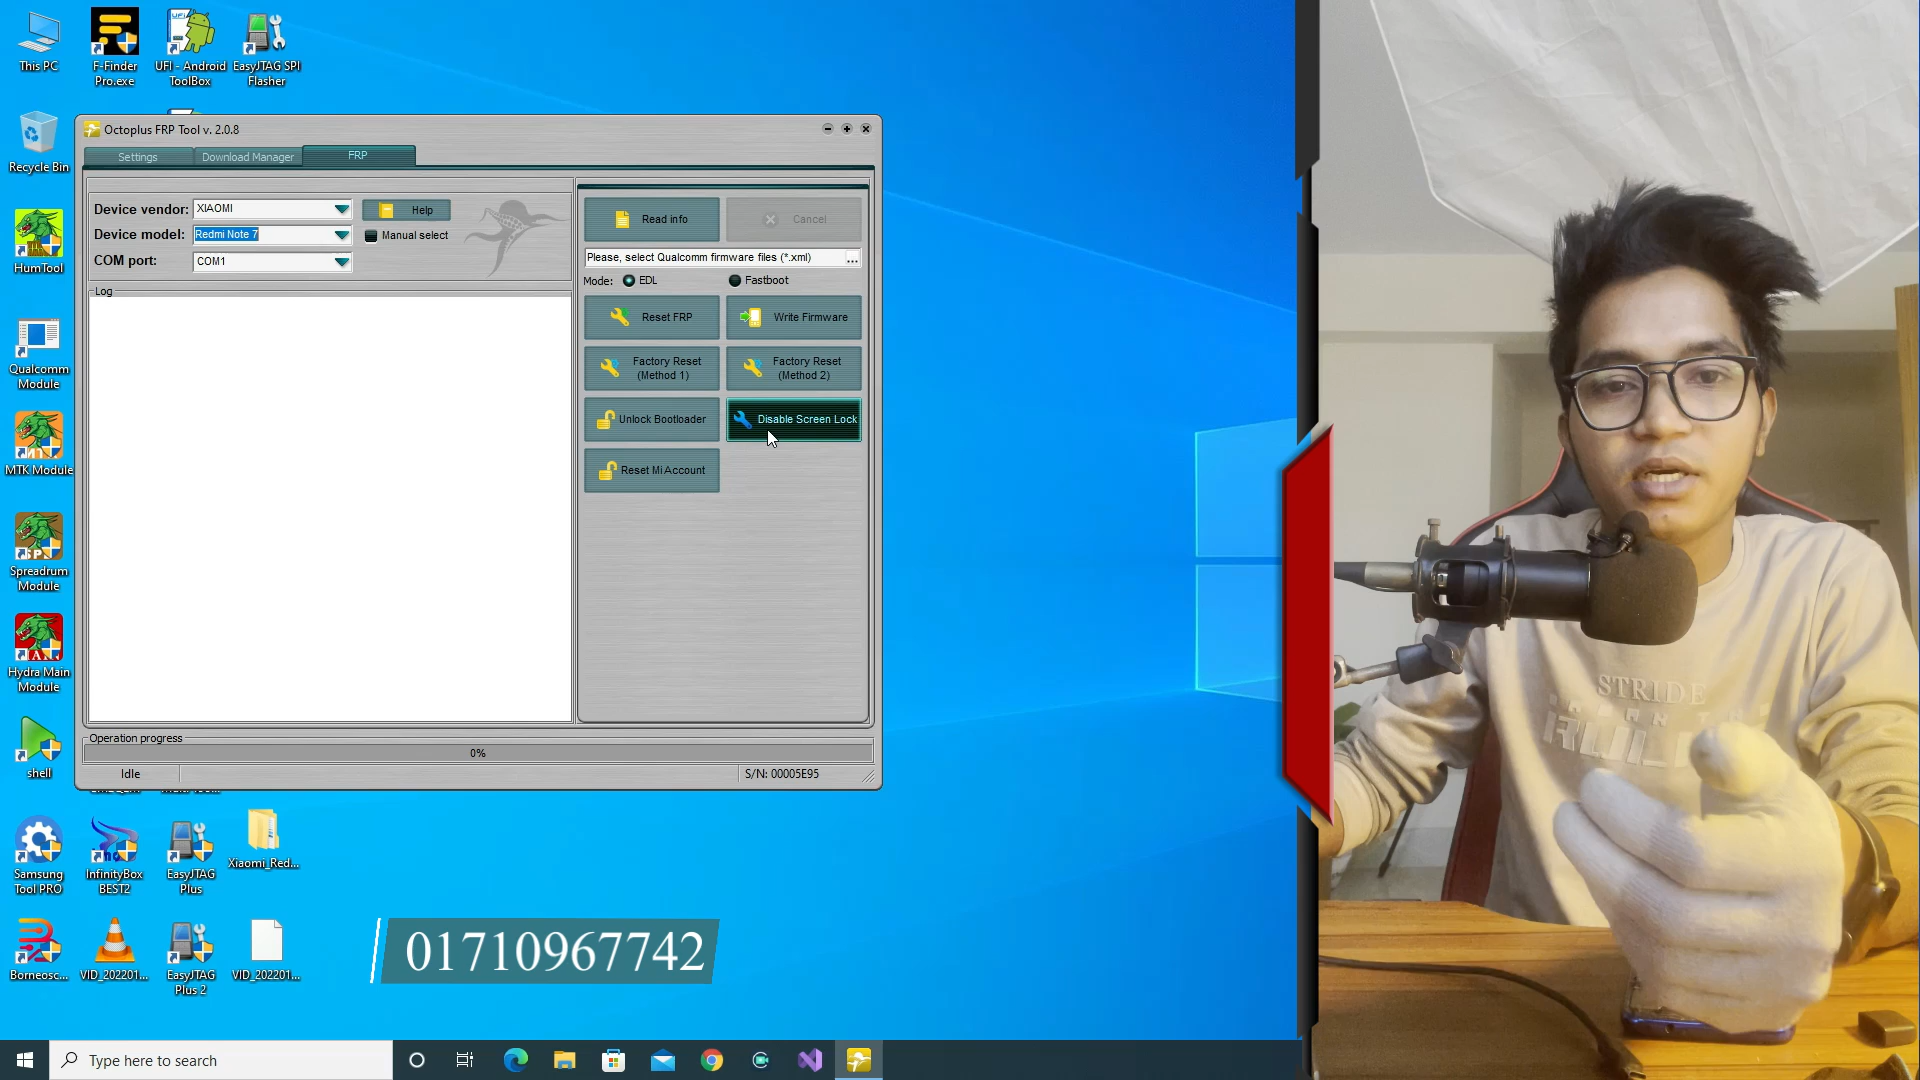 This PC
F-Finder
Pro.exe
UFI - Android
ToolBox
EasyJTAG SPI
Flasher
Recycle Bin
HumTool
Qualcomm
Module
MTK Module
Spreadrum
Module
Hydra Main
Module
shell
Samsung
Tool PRO
InfinityBox
BEST2
EasyJTAG
Plus
Xiaomi_Red...
Borneosc...
VID_202201...
EasyJTAG
Plus 2
VID_202201...
Octoplus FRP Tool v. 2.0.8
Settings
Download Manager
FRP
Device vendor: XIAOMI
Help
Device model: Redmi Note 7
Manual select
COM port: COM1
Log
Read info
Cancel
Please, select Qualcomm firmware files (*.xml)
...
Mode: EDL Fastboot
Reset FRP
Write Firmware
Factory Reset
(Method 1)
Factory Reset
(Method 2)
Unlock Bootloader
Disable Screen Lock
Reset Mi Account
Operation progress
0%
Idle
S/N: 00005E95
01710967742
Type here to search
STRIDE